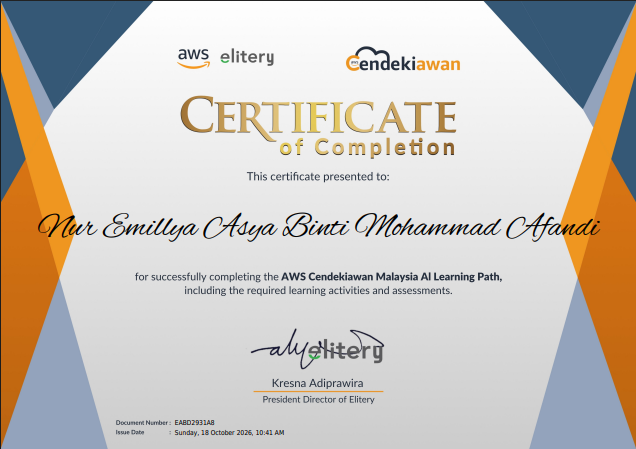 aws elitery
Cendekiawan
CERTIFICATE
of Completion
This certificate presented to:
Nur Emillya Asya Binti Mohammad Afandi
for successfully completing the AWS Cendekiawan Malaysia AI Learning Path,
including the required learning activities and assessments.
elitery
Kresna Adiprawira
President Director of Elitery
Document Number : EABD2931A8
Issue Date : Sunday, 18 October 2026, 10:41 AM